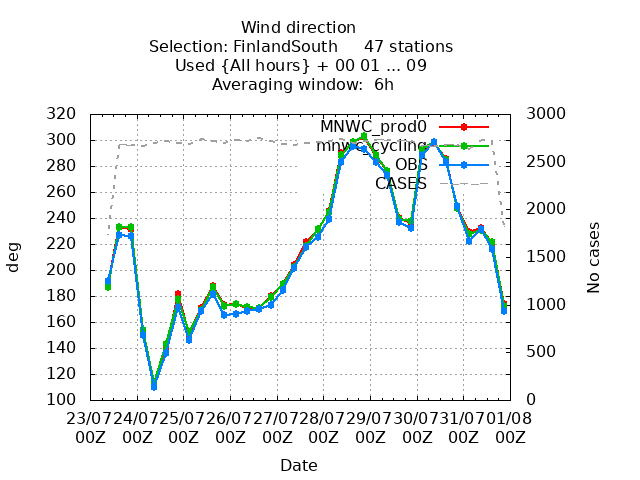 Wind direction
Selection: FinlandSouth 47 stations
Used {All hours} + 00 01 ... 09
Averaging window: 6h
320
300
280
260
240
220
200
180
160
140
120
100
deg
3000
2500
2000
1500
1000
500
0
No cases
MNWC_prod0
mnwc_cycling
OBS
CASES
23/07 24/07 25/07 26/07 27/07 28/07 29/07 30/07 31/07 01/08
00Z 00Z 00Z 00Z 00Z 00Z 00Z 00Z 00Z 00Z
Date